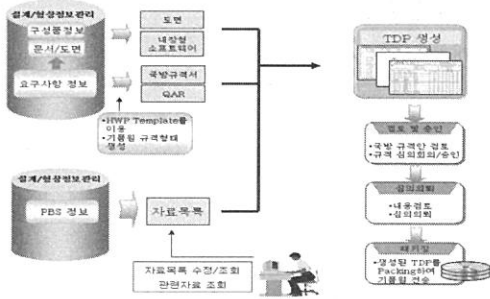 설계/형상정보관리
구성품정보
문서/도면
요구사항 정보
도면
내장형
소프트웨어
국방규격서
QAR
•HWP Template를
이용
•기품원 규격형태
생성
설계/형상정보관리
PBS 정보
자료목록
자료목록 수정/조회
관련자료 조회
TDP 생성
검토 및 승인
•국방 규격안 검토
•규격 심의회의/승인
심의의뢰
•내용검토
•심의의뢰
패키징
•생성된 TDP를
Packing하여
기품원 전송